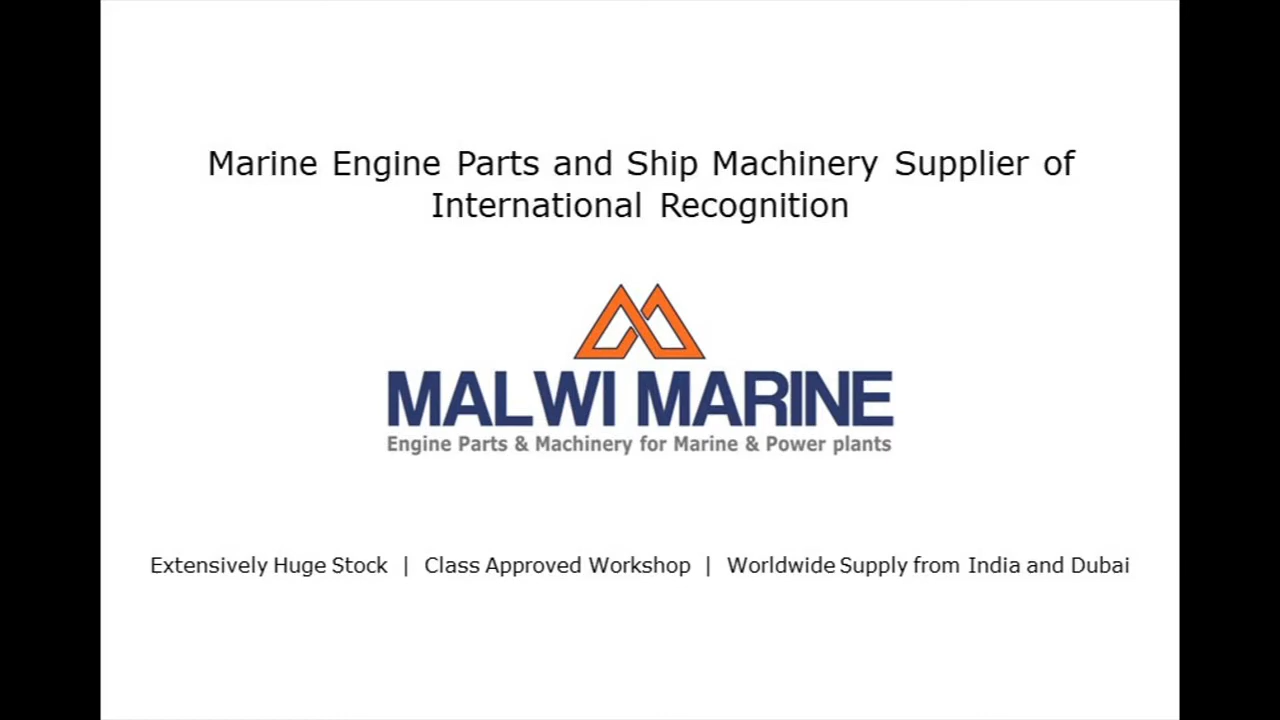 Marine Engine Parts and Ship Machinery Supplier of
International Recognition
MALWI MARINE
Engine Parts & Machinery for Marine & Power plants
Extensively Huge Stock | Class Approved Workshop | Worldwide Supply from India and Dubai